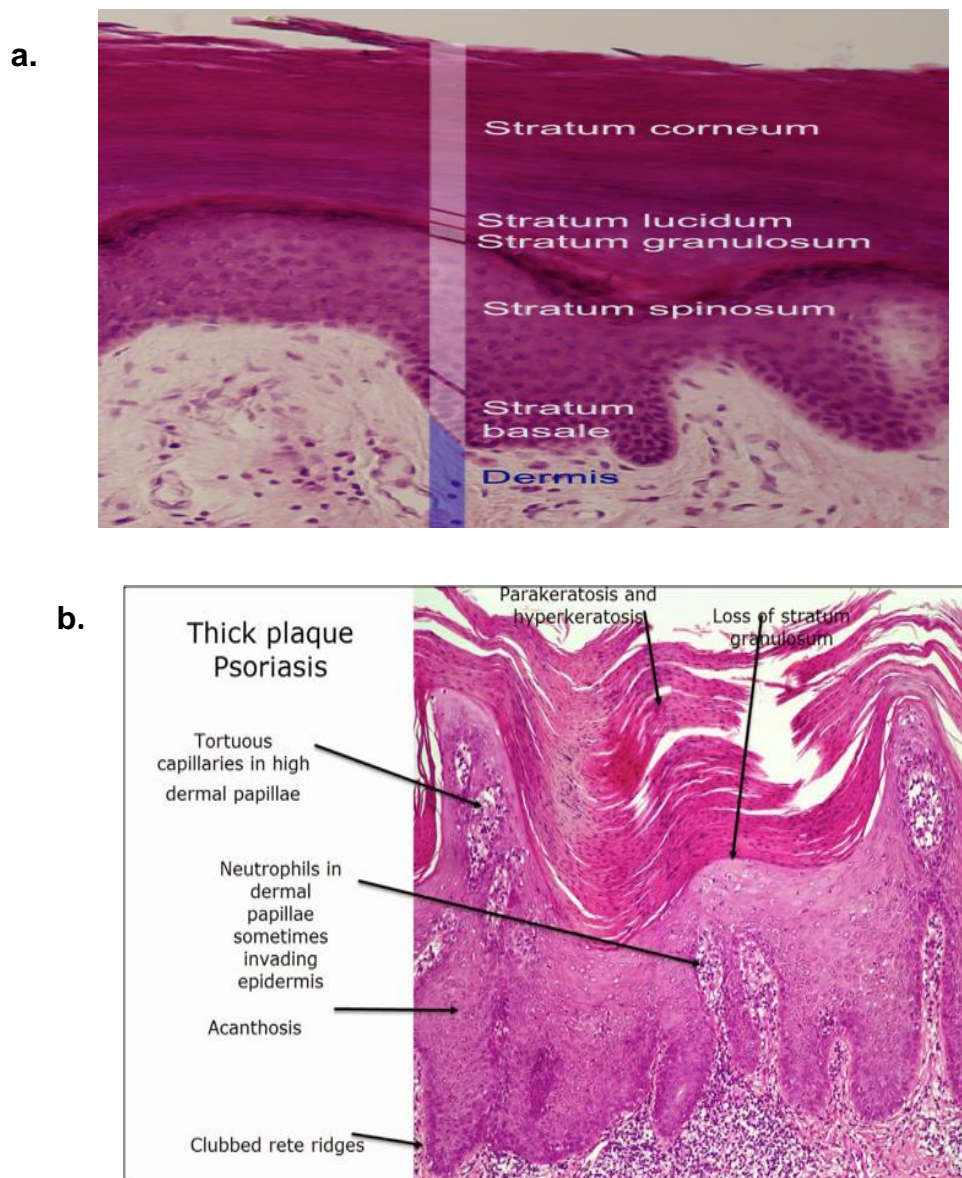 a.
Stratum corneum
Stratum lucidum
Stratum granulosum
Stratum spinosum
Stratum
basale
Dermis
b.
Thick plaque
Psoriasis
Parakeratosis and
hyperkeratosis
Loss of stratum
granulosum
Tortuous
capillaries in high
dermal papillae
Neutrophils in
dermal
papillae
sometimes
invading
epidermis
Acanthosis
Clubbed rete ridges